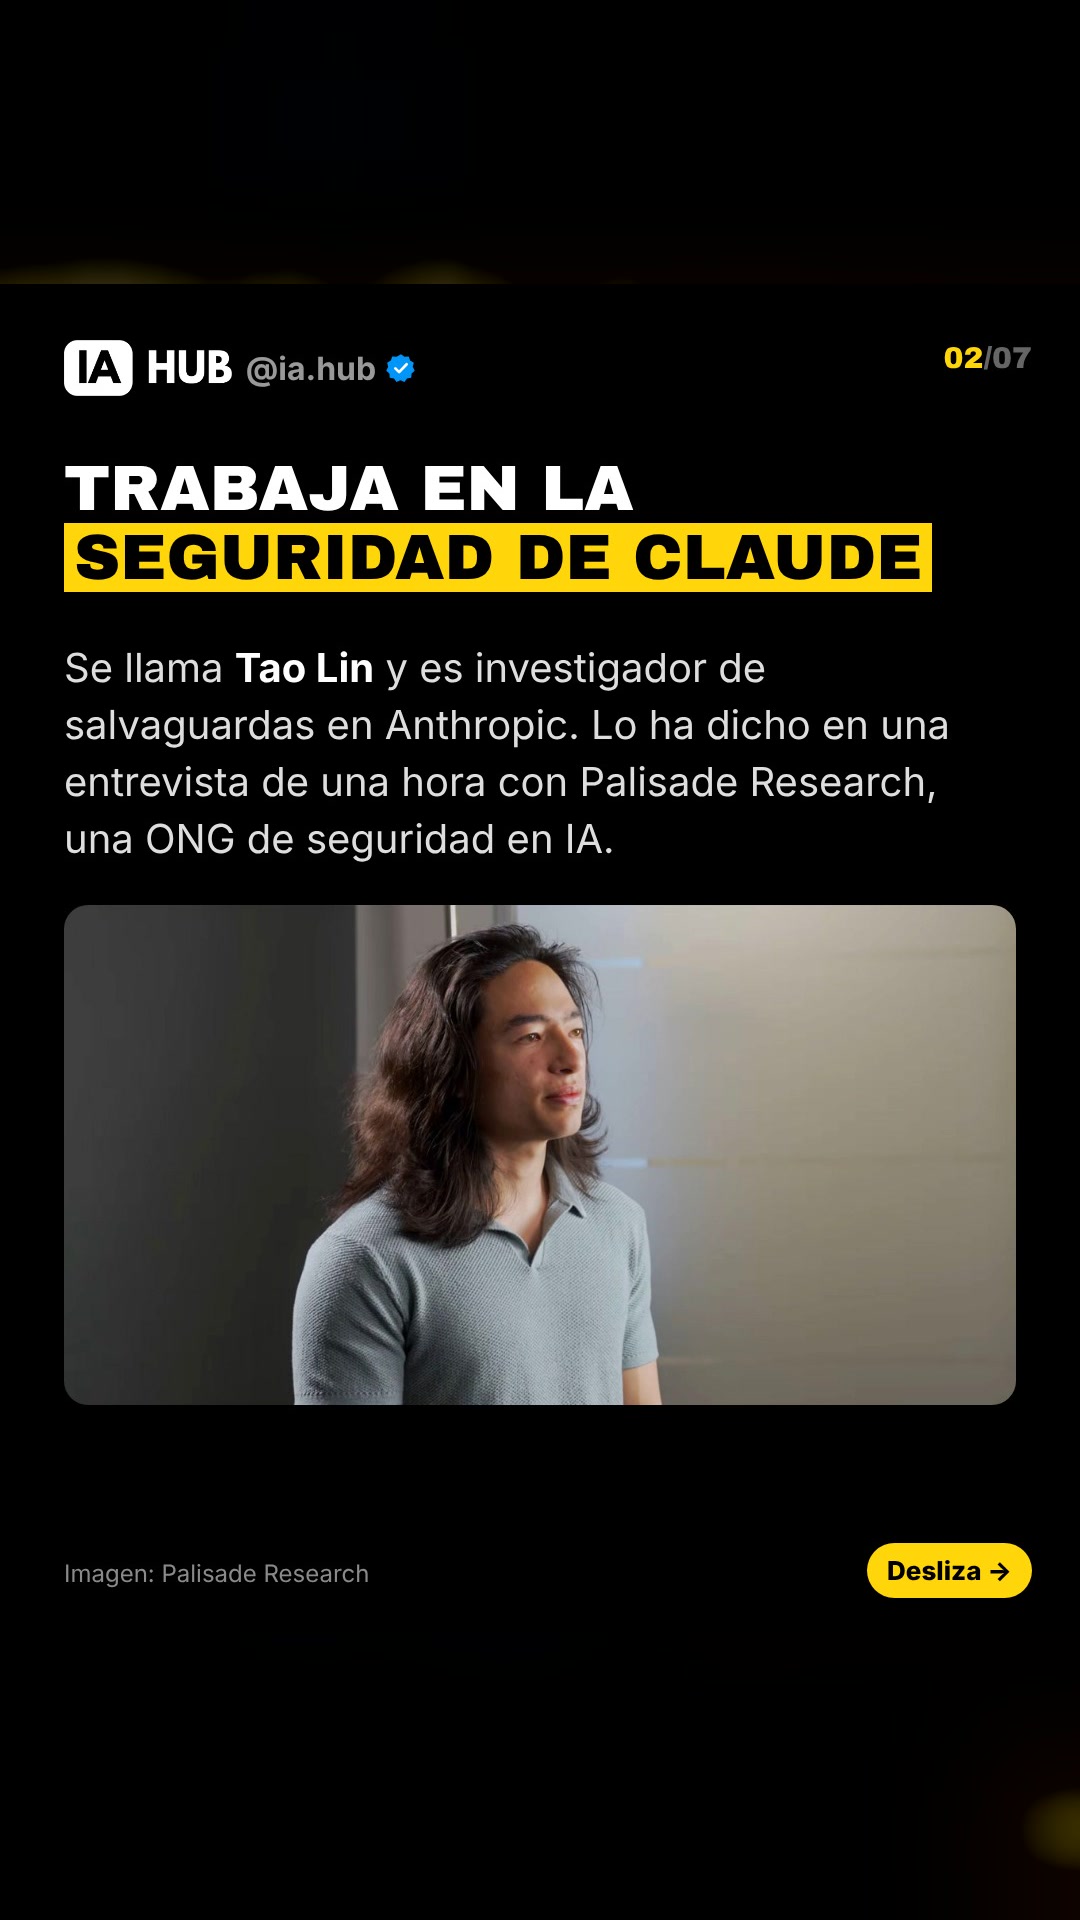 IA HUB @ia.hub
02/07
TRABAJA EN LA
SEGURIDAD DE CLAUDE
Se llama Tao Lin y es investigador de
salvaguardas en Anthropic. Lo ha dicho en una
entrevista de una hora con Palisade Research,
una ONG de seguridad en IA.
Imagen: Palisade Research
Desliza →